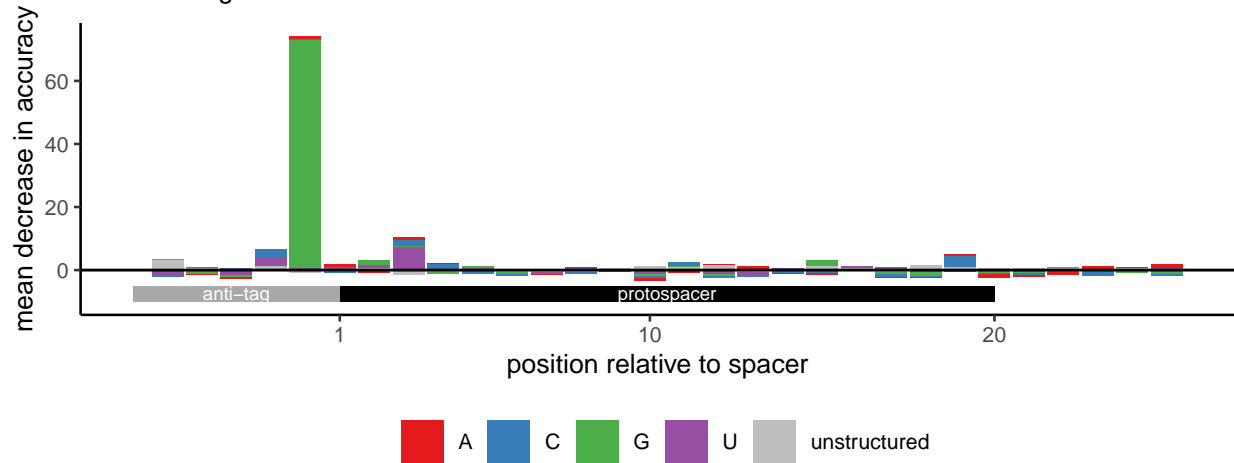 mean decrease in accuracy
60
40
20
0
anti−tag
protospacer
1
10
20
position relative to spacer
A
C
G
U
unstructured